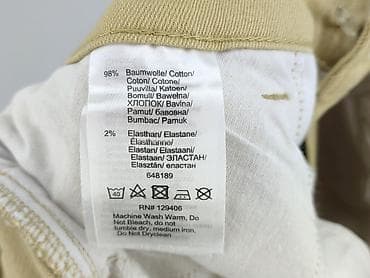 98% Baumwolle/ Cotton/
Coton/ Cotone/
Puuvilla/ Katoen/
Bomull/ Bawełna/
ХЛОПОК/ Bavlna/
Pamut/ бавовна/
Bumbac/ Pamuk
2% Elasthan/ Elastane/
Élasthanne/
Elastan/ Elastaani/
Elastaan/ ЭЛАСТАН/
Elasztán/ еластан
648189
40
RN# 129406
Machine Wash Warm, Do
Not Bleach, do not
tumble dry, medium iron,
Do Not Dryclean